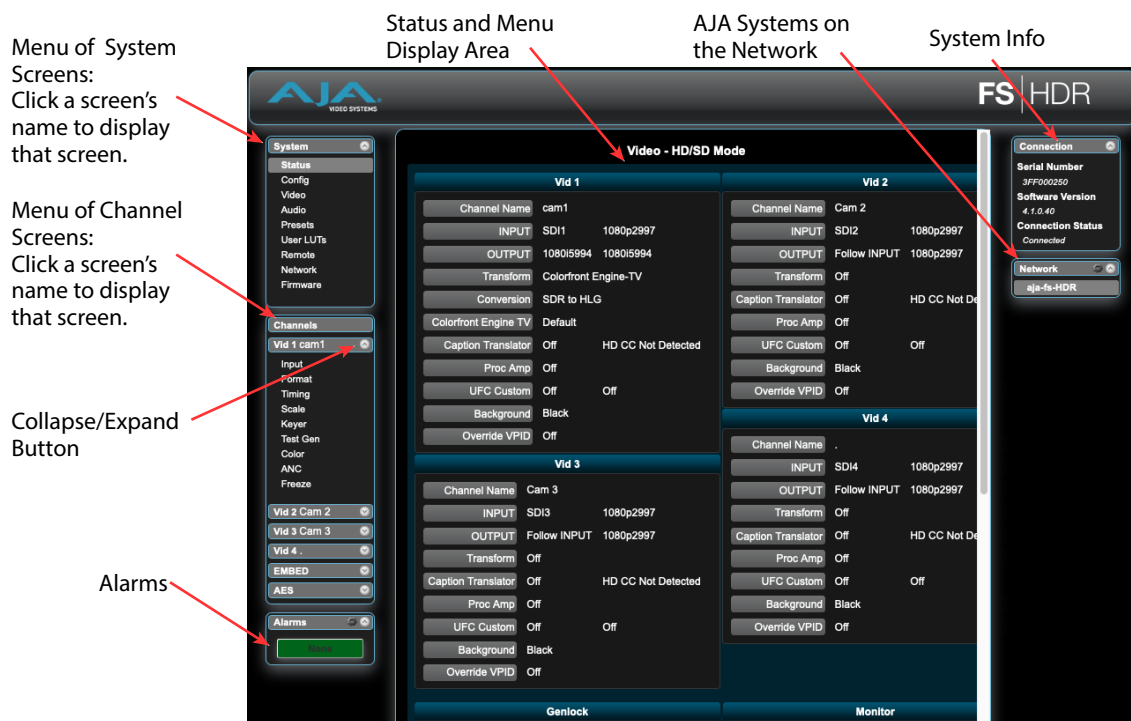 Menu of System
Screens:
Click a screen's
name to display
that screen.
Menu of Channel
Screens:
Click a screen's
name to display
that screen.
Collapse/Expand
Button
Alarms
Status and Menu
Display Area
AJA Systems on
the Network
System Info
AJA
VIDEO SYSTEMS
FS|HDR
System
Status
Config
Video
Audio
Presets
User LUTs
Remote
Network
Firmware
Channels
Vid 1 cam1
Input
Format
Timing
Scale
Keyer
Test Gen
Color
ANC
Freeze
Vid 2 Cam 2
Vid 3 Cam 3
Vid 4 .
EMBED
AES
Alarms
None
Video - HD/SD Mode
Vid 1
Channel Name cam1
INPUT SDI1 1080p2997
OUTPUT 1080i5994 1080i5994
Transform Colorfront Engine-TV
Conversion SDR to HLG
Colorfront Engine TV Default
Caption Translator Off HD CC Not Detected
Proc Amp Off
UFC Custom Off Off
Background Black
Override VPID Off
Vid 2
Channel Name Cam 2
INPUT SDI2 1080p2997
OUTPUT Follow INPUT 1080p2997
Transform Off
Caption Translator Off HD CC Not De
Proc Amp Off
UFC Custom Off Off
Background Black
Override VPID Off
Vid 3
Channel Name Cam 3
INPUT SDI3 1080p2997
OUTPUT Follow INPUT 1080p2997
Transform Off
Caption Translator Off HD CC Not Detected
Proc Amp Off
UFC Custom Off Off
Background Black
Override VPID Off
Vid 4
Channel Name .
INPUT SDI4 1080p2997
OUTPUT Follow INPUT 1080p2997
Transform Off
Caption Translator Off HD CC Not De
Proc Amp Off
UFC Custom Off Off
Background Black
Override VPID Off
Genlock
Monitor
Connection
Serial Number
3FF000250
Software Version
4.1.0.40
Connection Status
Connected
Network
aja-fs-HDR